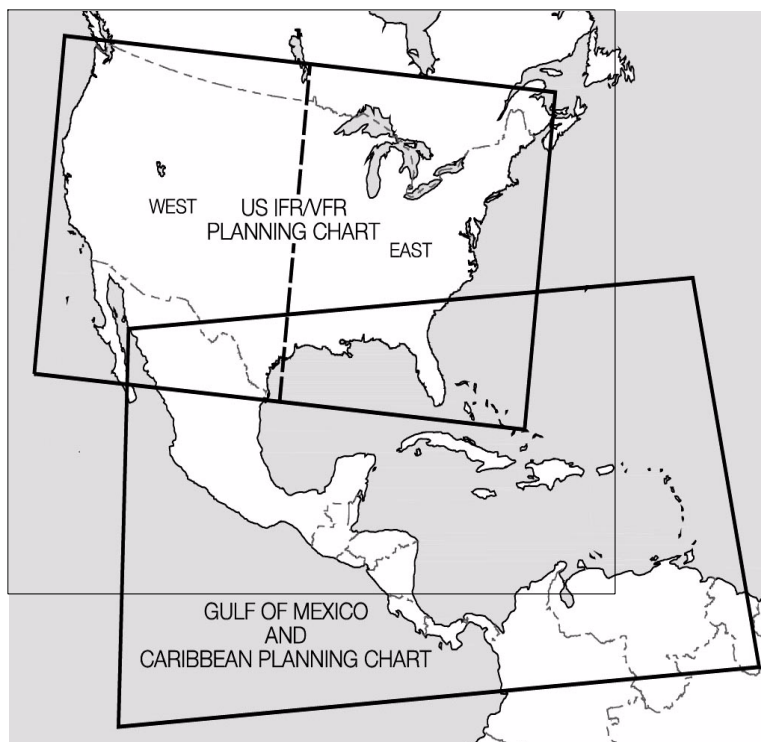 WEST
US IFR/VFR
PLANNING CHART
EAST
GULF OF MEXICO
AND
CARIBBEAN PLANNING CHART